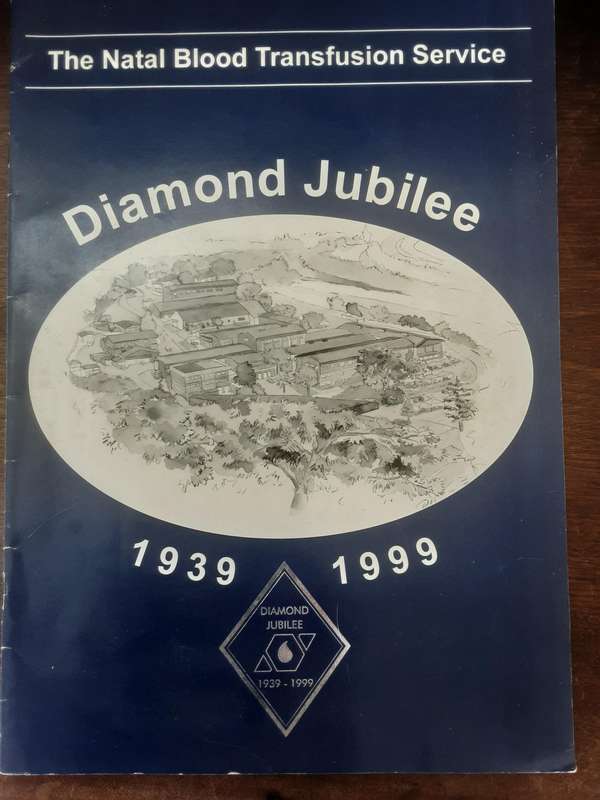 The Natal Blood Transfusion Service
Diamond Jubilee
1939 1999
DIAMOND
JUBILEE
1939 - 1999